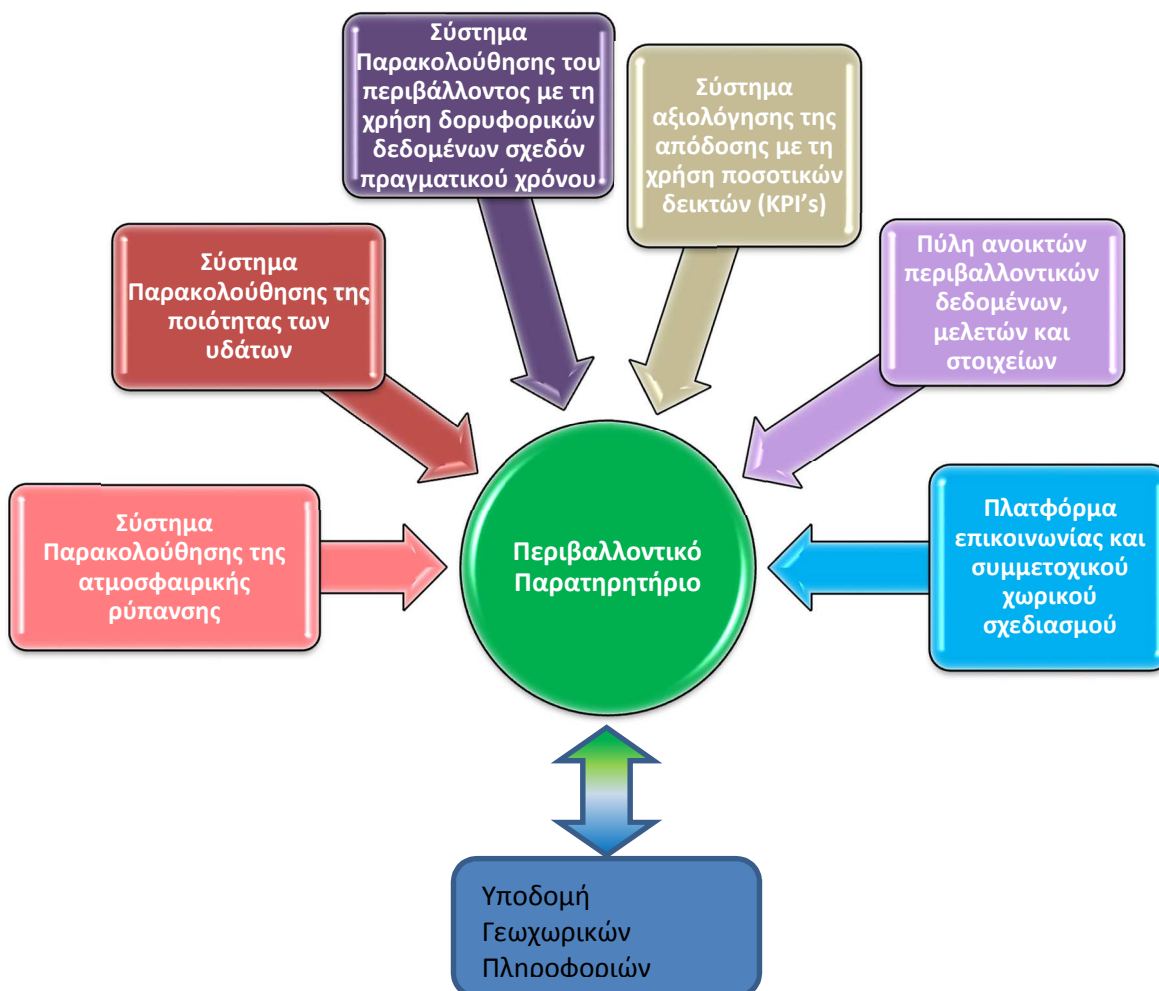 Σύστημα
Παρακολούθησης του
περιβάλλοντος με τη
χρήση δορυφορικών
δεδομένων σχεδόν
πραγματικού χρόνου
Σύστημα
αξιολόγησης της
απόδοσης με τη
χρήση ποσοτικών
δεικτών (KPI's)
Σύστημα
Παρακολούθησης της
ποιότητας των
υδάτων
Πύλη ανοικτών
περιβαλλοντικών
δεδομένων,
μελετών και
στοιχείων
Σύστημα
Παρακολούθησης της
ατμοσφαιρικής
ρύπανσης
Περιβαλλοντικό
Παρατηρητήριο
Πλατφόρμα
επικοινωνίας και
συμμετοχικού
χωρικού
σχεδιασμού
Υποδομή
Γεωχωρικών
Πληροφοριών